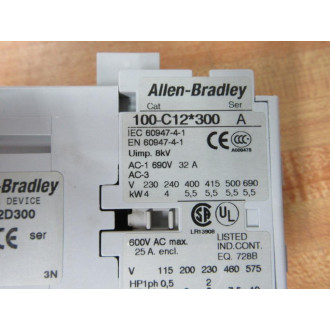 Allen-Bradley
Cat Ser
100-C12*300 A
IEC 60947-4-1
EN 60947-4-1
Uimp. 8kV
AC-1 690V 32 A
AC-3
V 230 240 400 415 500 690
kW 4 4 5,5 5,5 5,5 5,5
n-Bradley
DEVICE
2D300
CE ser
3N
LR13908
600V AC max.
25 A. encl.
LISTED
IND.CONT.
EQ. 728B
V 115 200 230 460 575
HP1ph 0,5 2